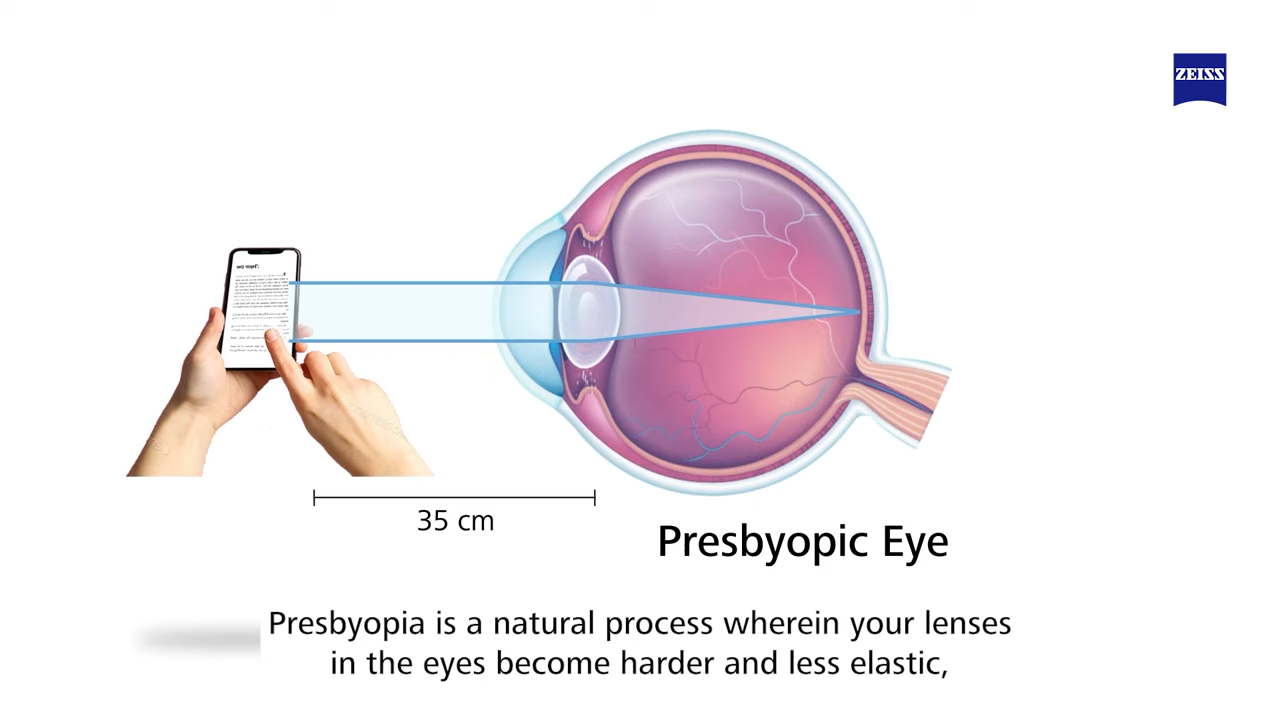 ZEISS
35 cm
Presbyopic Eye
Presbyopia is a natural process wherein your lenses
in the eyes become harder and less elastic,